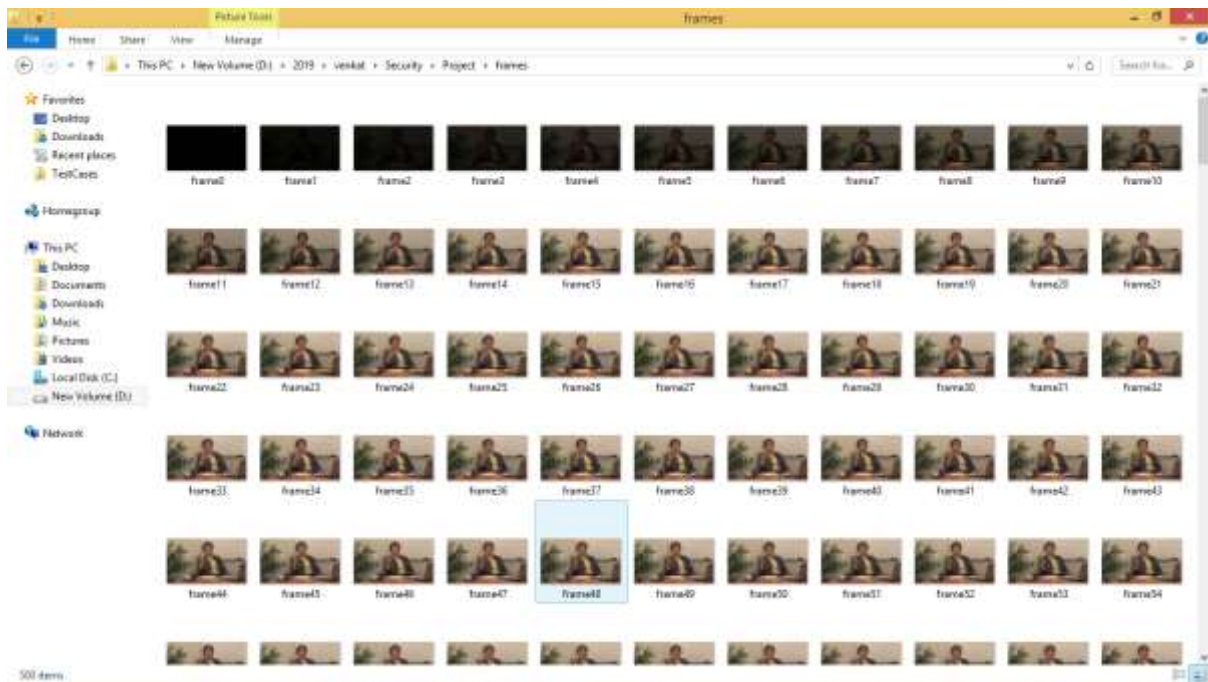 Picture Tools
frames
File Home Share View Manage
This PC New Volume (D:) 2019 venkat Security Project frames
Search fra...
Favorites
Desktop
Downloads
Recent places
TestCases
Homegroup
This PC
Desktop
Documents
Downloads
Music
Pictures
Videos
Local Disk (C:)
New Volume (D:)
Network
frame0 frame1 frame2 frame3 frame4 frame5 frame6 frame7 frame8 frame9 frame10
frame11 frame12 frame13 frame14 frame15 frame16 frame17 frame18 frame19 frame20 frame21
frame22 frame23 frame24 frame25 frame26 frame27 frame28 frame29 frame30 frame31 frame32
frame33 frame34 frame35 frame36 frame37 frame38 frame39 frame40 frame41 frame42 frame43
frame44 frame45 frame46 frame47 frame48 frame49 frame50 frame51 frame52 frame53 frame54
500 items